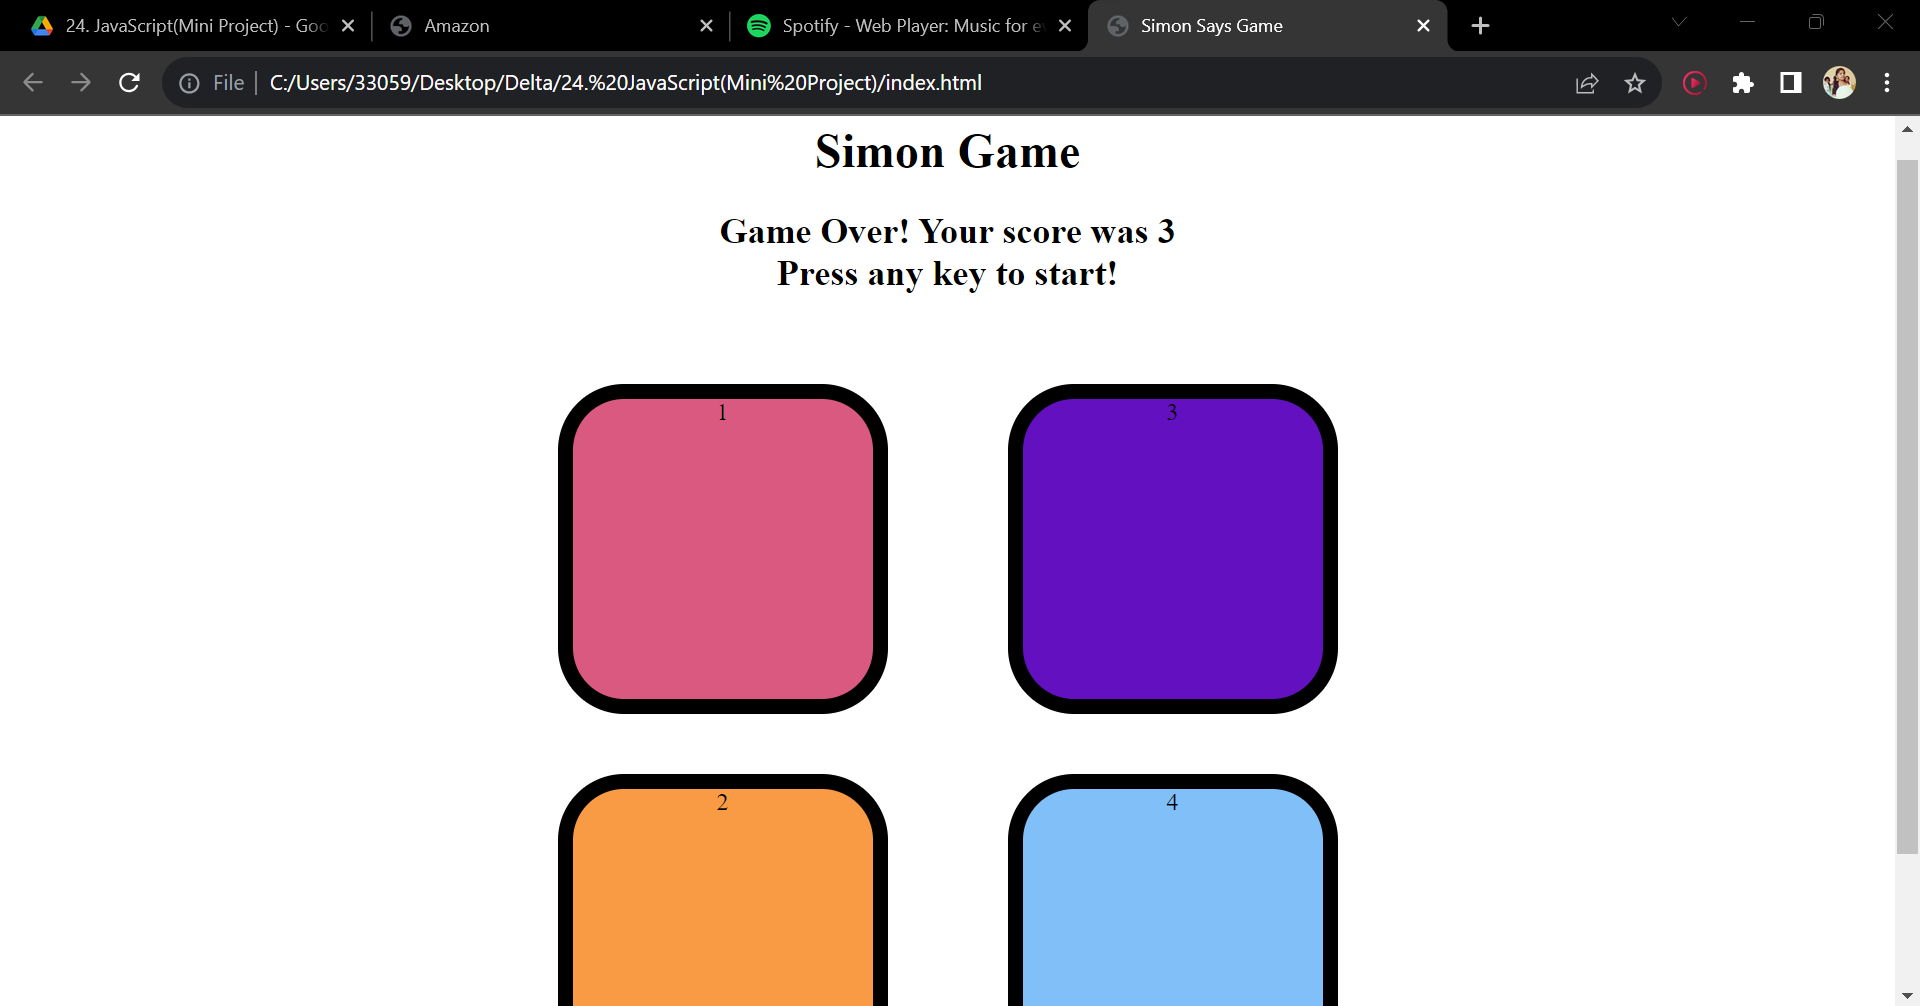 24. JavaScript(Mini Project) - Goo
Amazon
Spotify - Web Player: Music for ev
Simon Says Game
File
C:/Users/33059/Desktop/Delta/24.%20JavaScript(Mini%20Project)/index.html
Simon Game
Game Over! Your score was 3
Press any key to start!
1
3
2
4